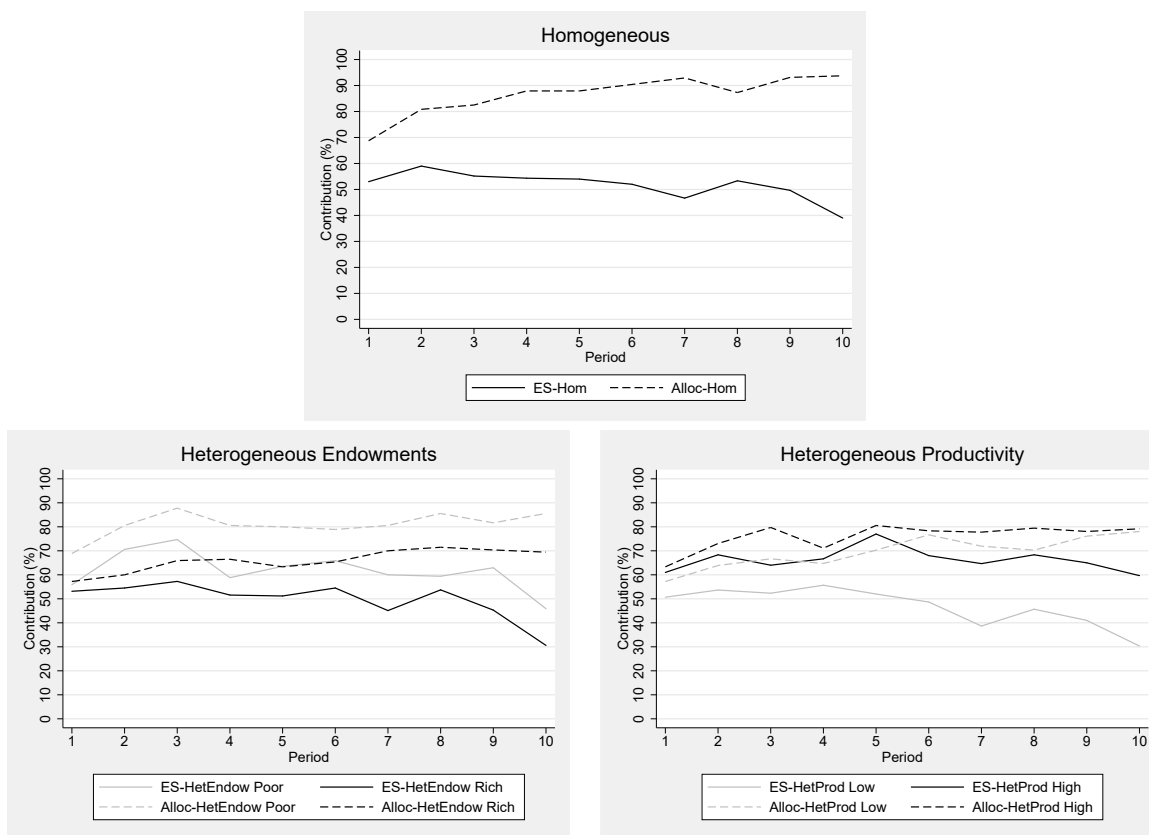 Homogeneous
Contribution (%)
100
90
80
70
60
50
40
30
20
10
0
1 2 3 4 5 6 7 8 9 10
Period
ES-Hom Alloc-Hom
Heterogeneous Endowments
Contribution (%)
100
90
80
70
60
50
40
30
20
10
0
1 2 3 4 5 6 7 8 9 10
Period
ES-HetEndow Poor ES-HetEndow Rich
Alloc-HetEndow Poor Alloc-HetEndow Rich
Heterogeneous Productivity
Contribution (%)
100
90
80
70
60
50
40
30
20
10
0
1 2 3 4 5 6 7 8 9 10
Period
ES-HetProd Low ES-HetProd High
Alloc-HetProd Low Alloc-HetProd High